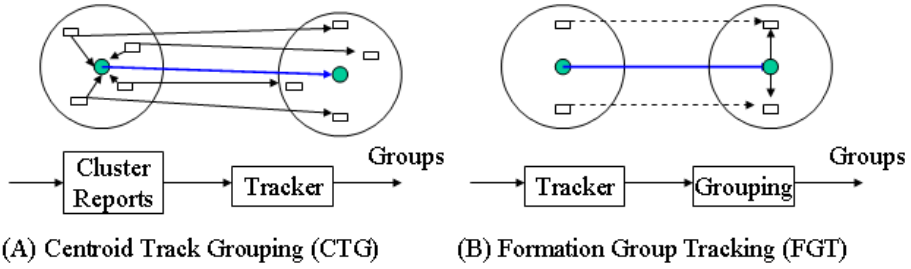 Groups
Cluster
Reports
Tracker
(A) Centroid Track Grouping (CTG)
Groups
Tracker
Grouping
(B) Formation Group Tracking (FGT)